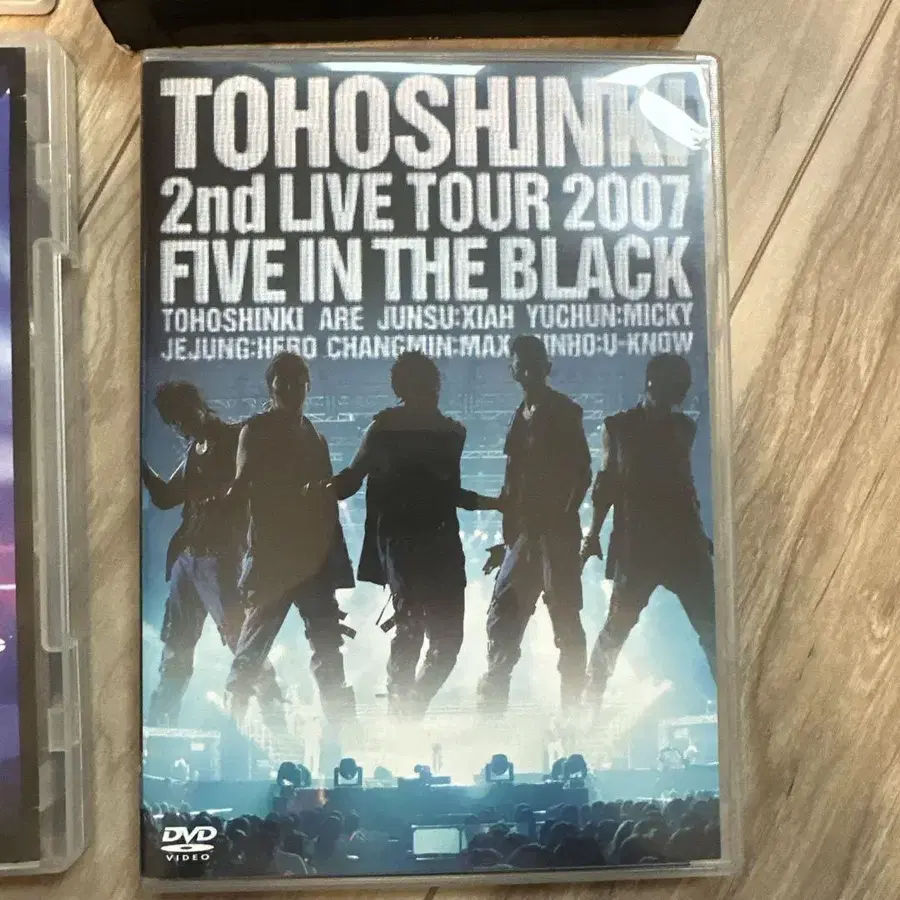 TOHOSHINKI
2nd LIVE TOUR 2007
FIVE IN THE BLACK
TOHOSHINKI ARE JUNSU:XIAH YUCHUN:MICKY
JEJUNG:HERO CHANGMIN:MAX YUNHO:U-KNOW
DVD
VIDEO